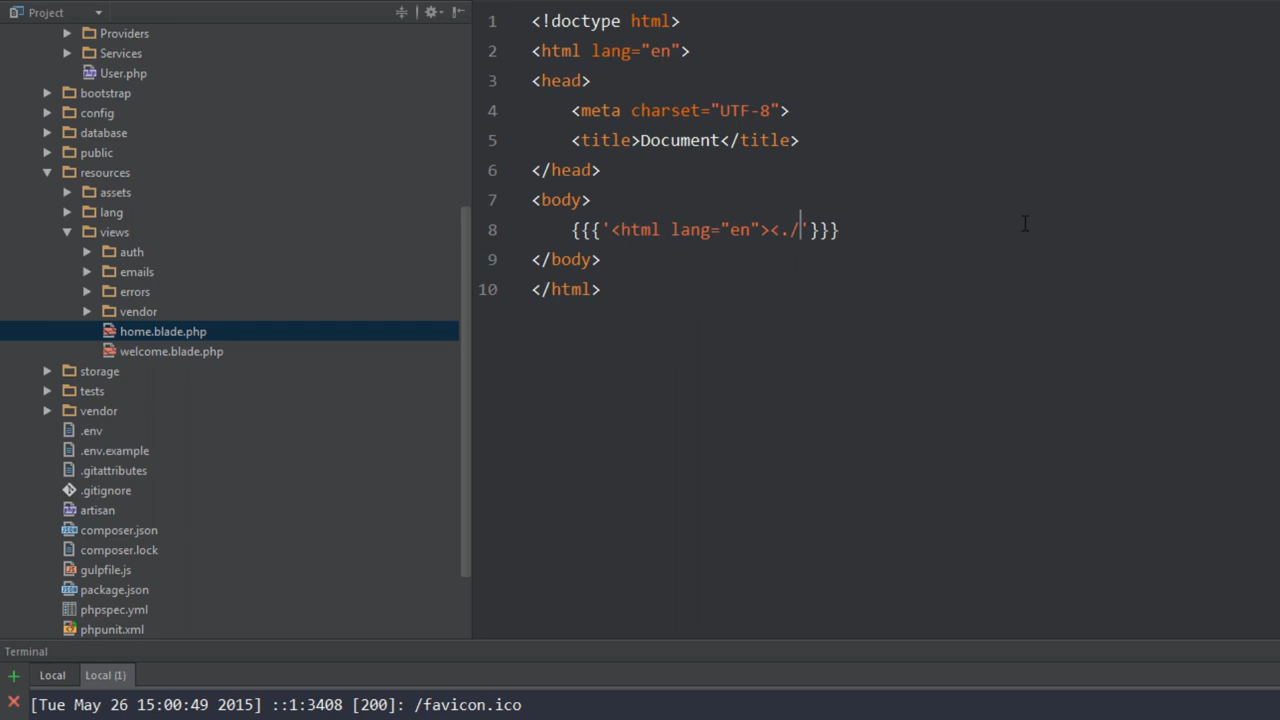 Project
Providers
Services
User.php
bootstrap
config
database
public
resources
assets
lang
views
auth
emails
errors
vendor
home.blade.php
welcome.blade.php
storage
tests
vendor
.env
.env.example
.gitattributes
.gitignore
artisan
composer.json
composer.lock
gulpfile.js
package.json
phpspec.yml
phpunit.xml
1 <!doctype html>
2 <html lang="en">
3 <head>
4 <meta charset="UTF-8">
5 <title>Document</title>
6 </head>
7 <body>
8 {{{'<html lang="en"><./'}}}
9 </body>
10 </html>
Terminal
Local Local (1)
[Tue May 26 15:00:49 2015] ::1:3408 [200]: /favicon.ico